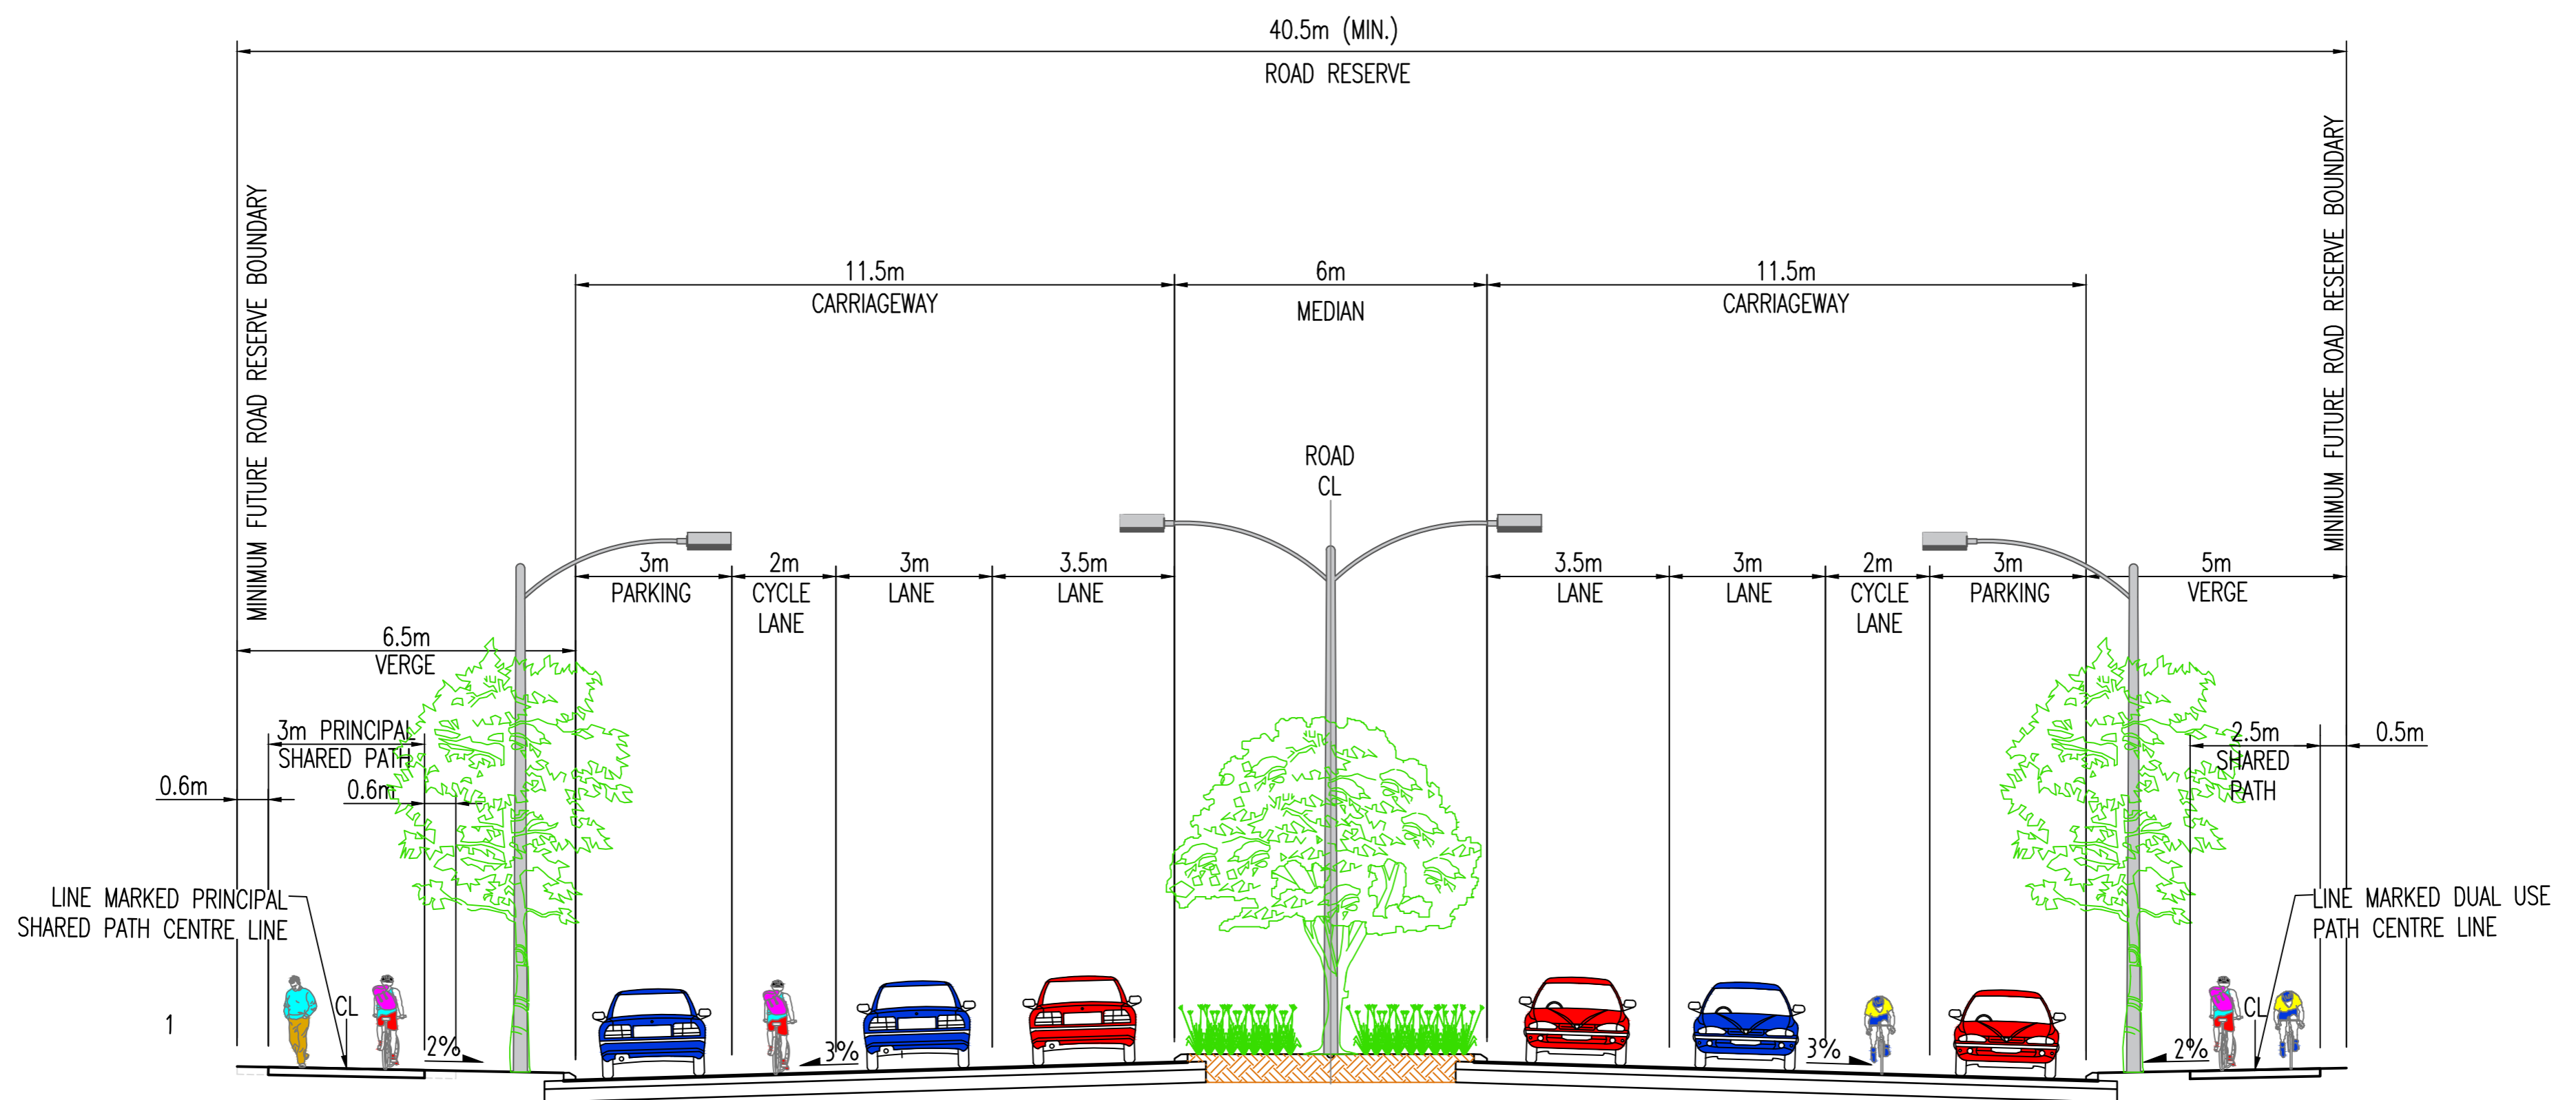 40.5m (MIN.)
ROAD RESERVE
MINIMUM FUTURE ROAD RESERVE BOUNDARY
MINIMUM FUTURE ROAD RESERVE BOUNDARY
11.5m
CARRIAGEWAY
6m
MEDIAN
11.5m
CARRIAGEWAY
ROAD
CL
3m
PARKING
2m
CYCLE
LANE
3m
LANE
3.5m
LANE
3.5m
LANE
3m
LANE
2m
CYCLE
LANE
3m
PARKING
5m
VERGE
6.5m
VERGE
3m PRINCIPAL
SHARED PATH
0.6m
0.6m
2.5m
SHARED
PATH
0.5m
LINE MARKED PRINCIPAL
SHARED PATH CENTRE LINE
LINE MARKED DUAL USE
PATH CENTRE LINE
1
CL
2%
3%
3%
2%
CL